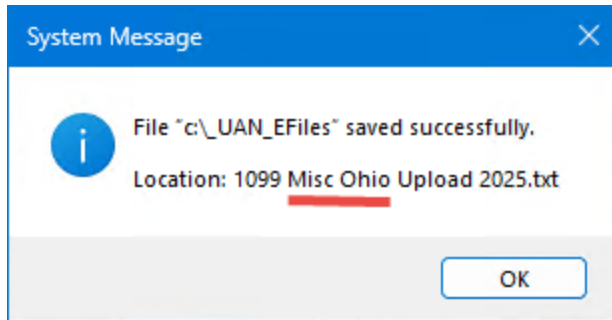 System Message
File "c:\_UAN_EFiles" saved successfully.
Location: 1099 Misc Ohio Upload 2025.txt
OK